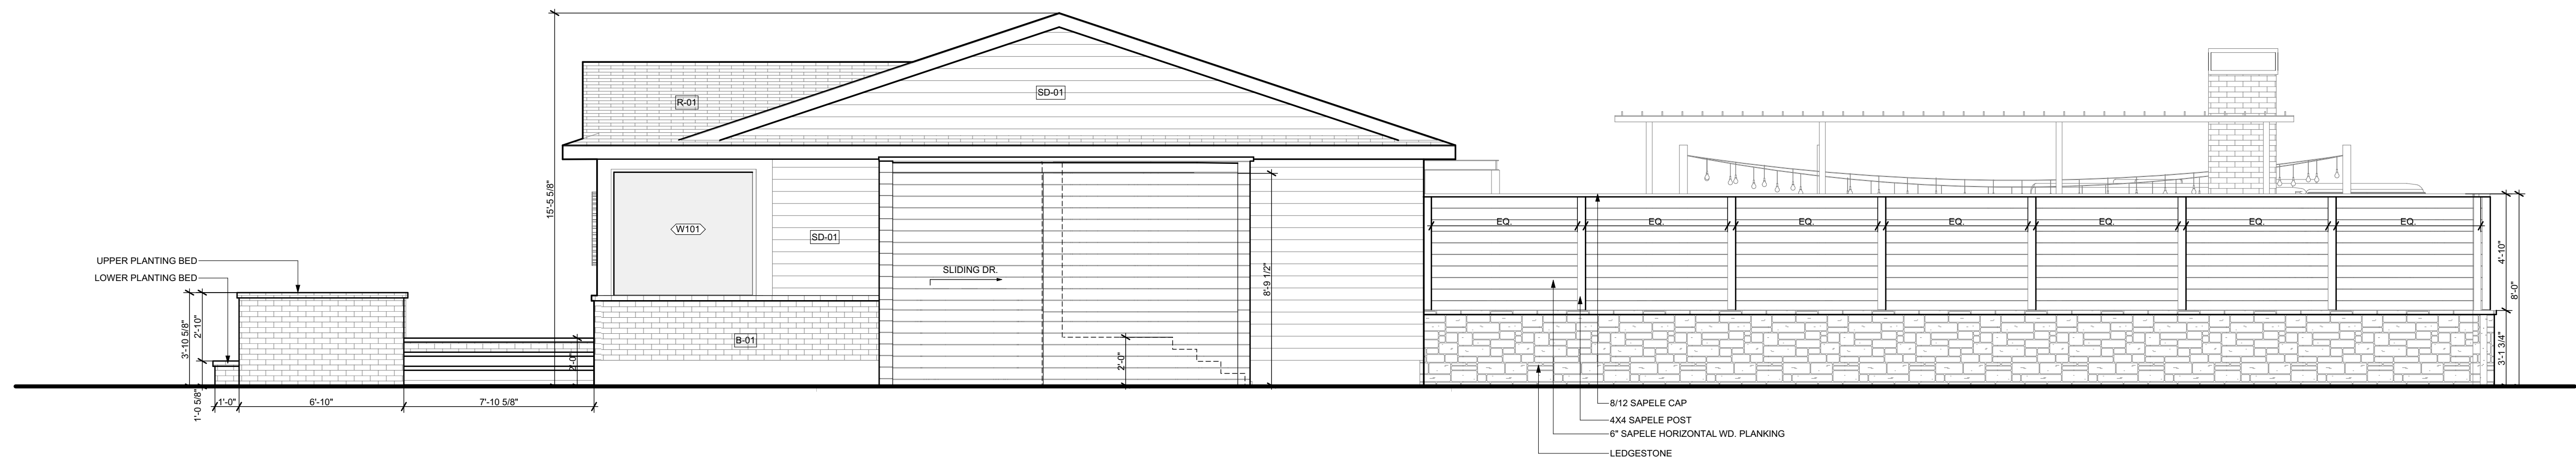 15'-5 5/8"
R-01
SD-01
W101
SD-01
SLIDING DR.
8'-9 1/2"
B-01
2'-0"
2'-0"
UPPER PLANTING BED
LOWER PLANTING BED
3'-10 5/8"
2'-10"
1'-0 5/8"
1'-0"
6'-10"
7'-10 5/8"
EQ.
EQ.
EQ.
EQ.
EQ.
EQ.
EQ.
4'-10"
8'-0"
3'-1 3/4"
8/12 SAPELE CAP
4X4 SAPELE POST
6" SAPELE HORIZONTAL WD. PLANKING
LEDGESTONE